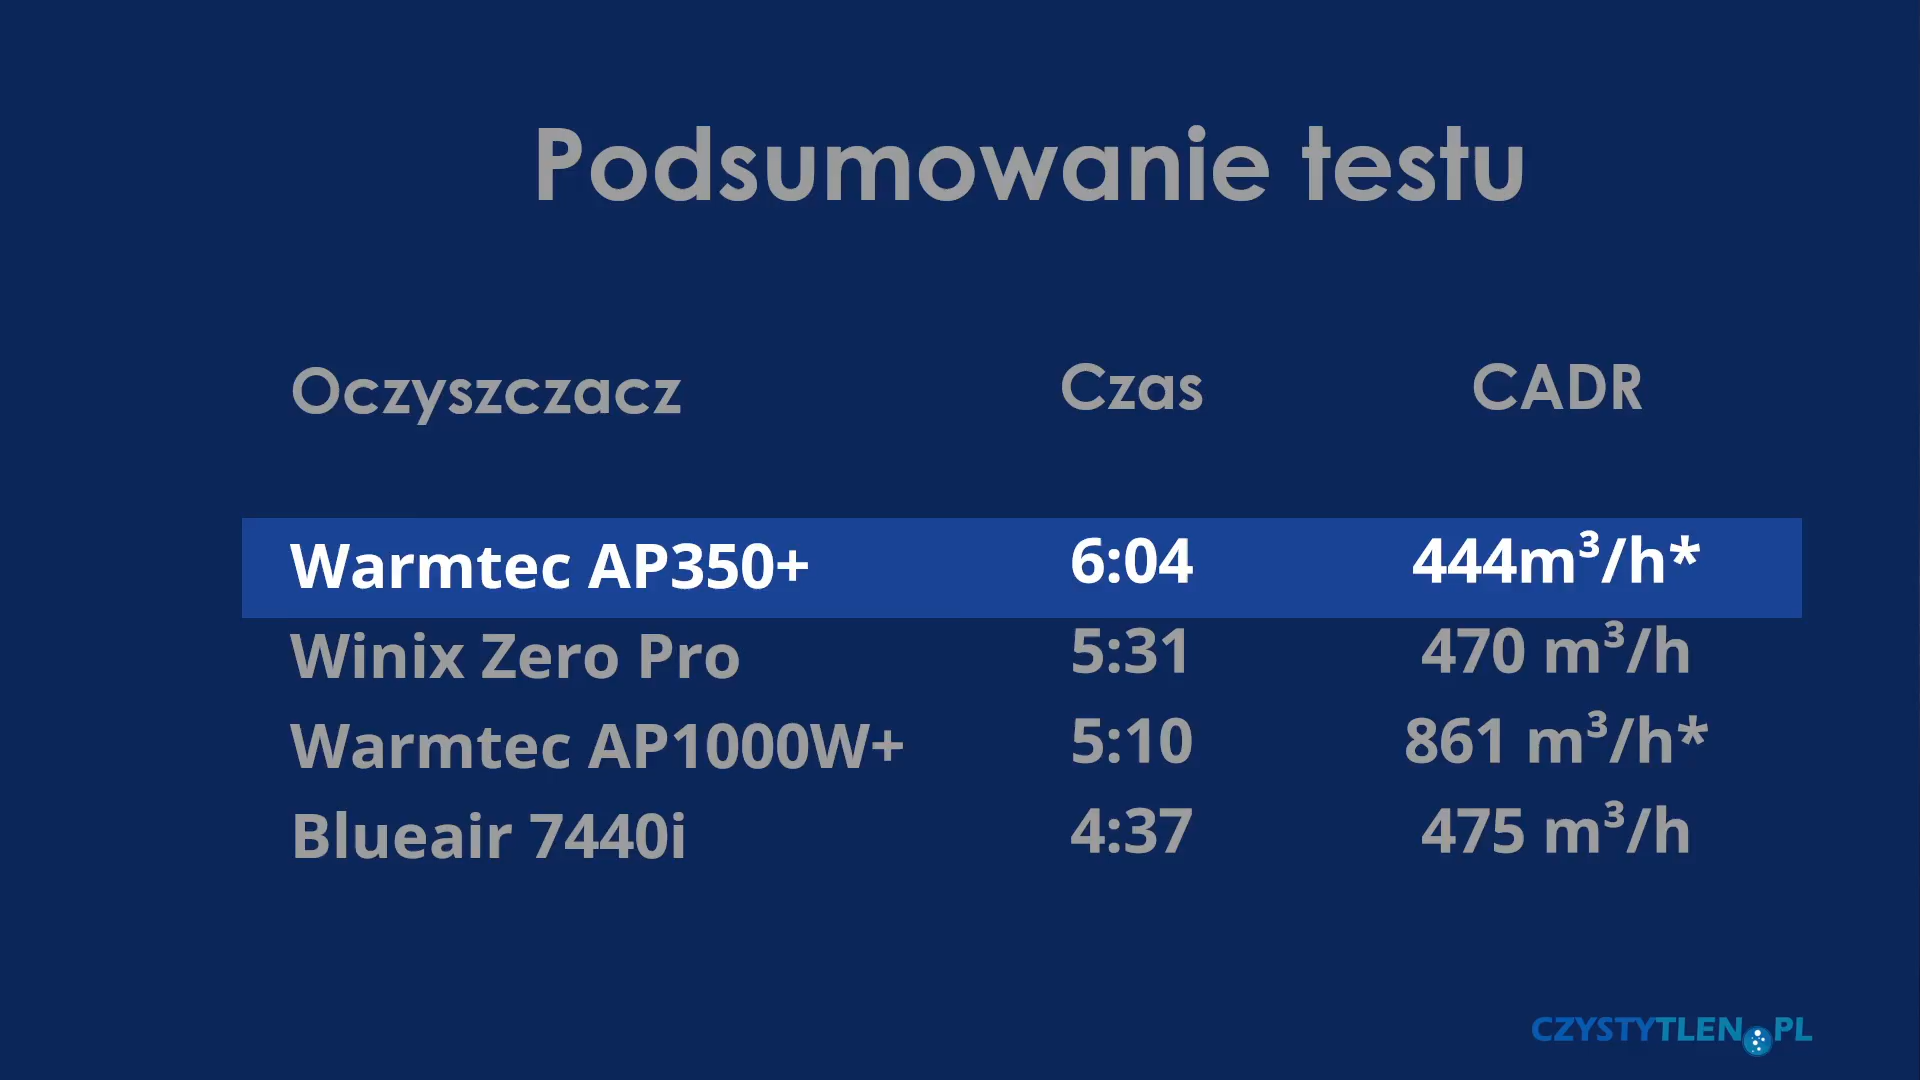 Podsumowanie testu
Oczyszczacz Czas CADR
Warmtec AP350+ 6:04 444m³/h*
Winix Zero Pro 5:31 470 m³/h
Warmtec AP1000W+ 5:10 861 m³/h*
Blueair 7440i 4:37 475 m³/h
CZYSTYTLEN.PL